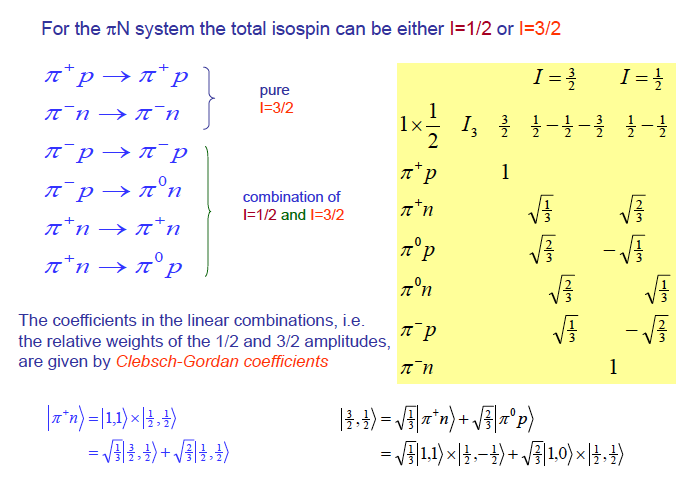 For the πN system the total isospin can be either I=1/2 or I=3/2
π⁺p → π⁺p
π⁻n → π⁻n
pure
I=3/2
π⁻p → π⁻p
π⁻p → π⁰n
π⁺n → π⁺n
π⁺n → π⁰p
combination of
I=1/2 and I=3/2
I = 3/2 I = 1/2
1×1/2 I₃ 3/2 1/2 −1/2 −3/2 1/2 −1/2
π⁺p 1
π⁺n √(1/3) √(2/3)
π⁰p √(2/3) −√(1/3)
π⁰n √(2/3) √(1/3)
π⁻p √(1/3) −√(2/3)
π⁻n 1
The coefficients in the linear combinations, i.e.
the relative weights of the 1/2 and 3/2 amplitudes,
are given by Clebsch-Gordan coefficients
|π⁺n⟩ = |1,1⟩ × |1/2,1/2⟩
= √(1/3)|3/2,1/2⟩ + √(2/3)|1/2,1/2⟩
|3/2,1/2⟩ = √(1/3)|π⁺n⟩ + √(2/3)|π⁰p⟩
= √(1/3)|1,1⟩ × |1/2,−1/2⟩ + √(2/3)|1,0⟩ × |1/2,1/2⟩